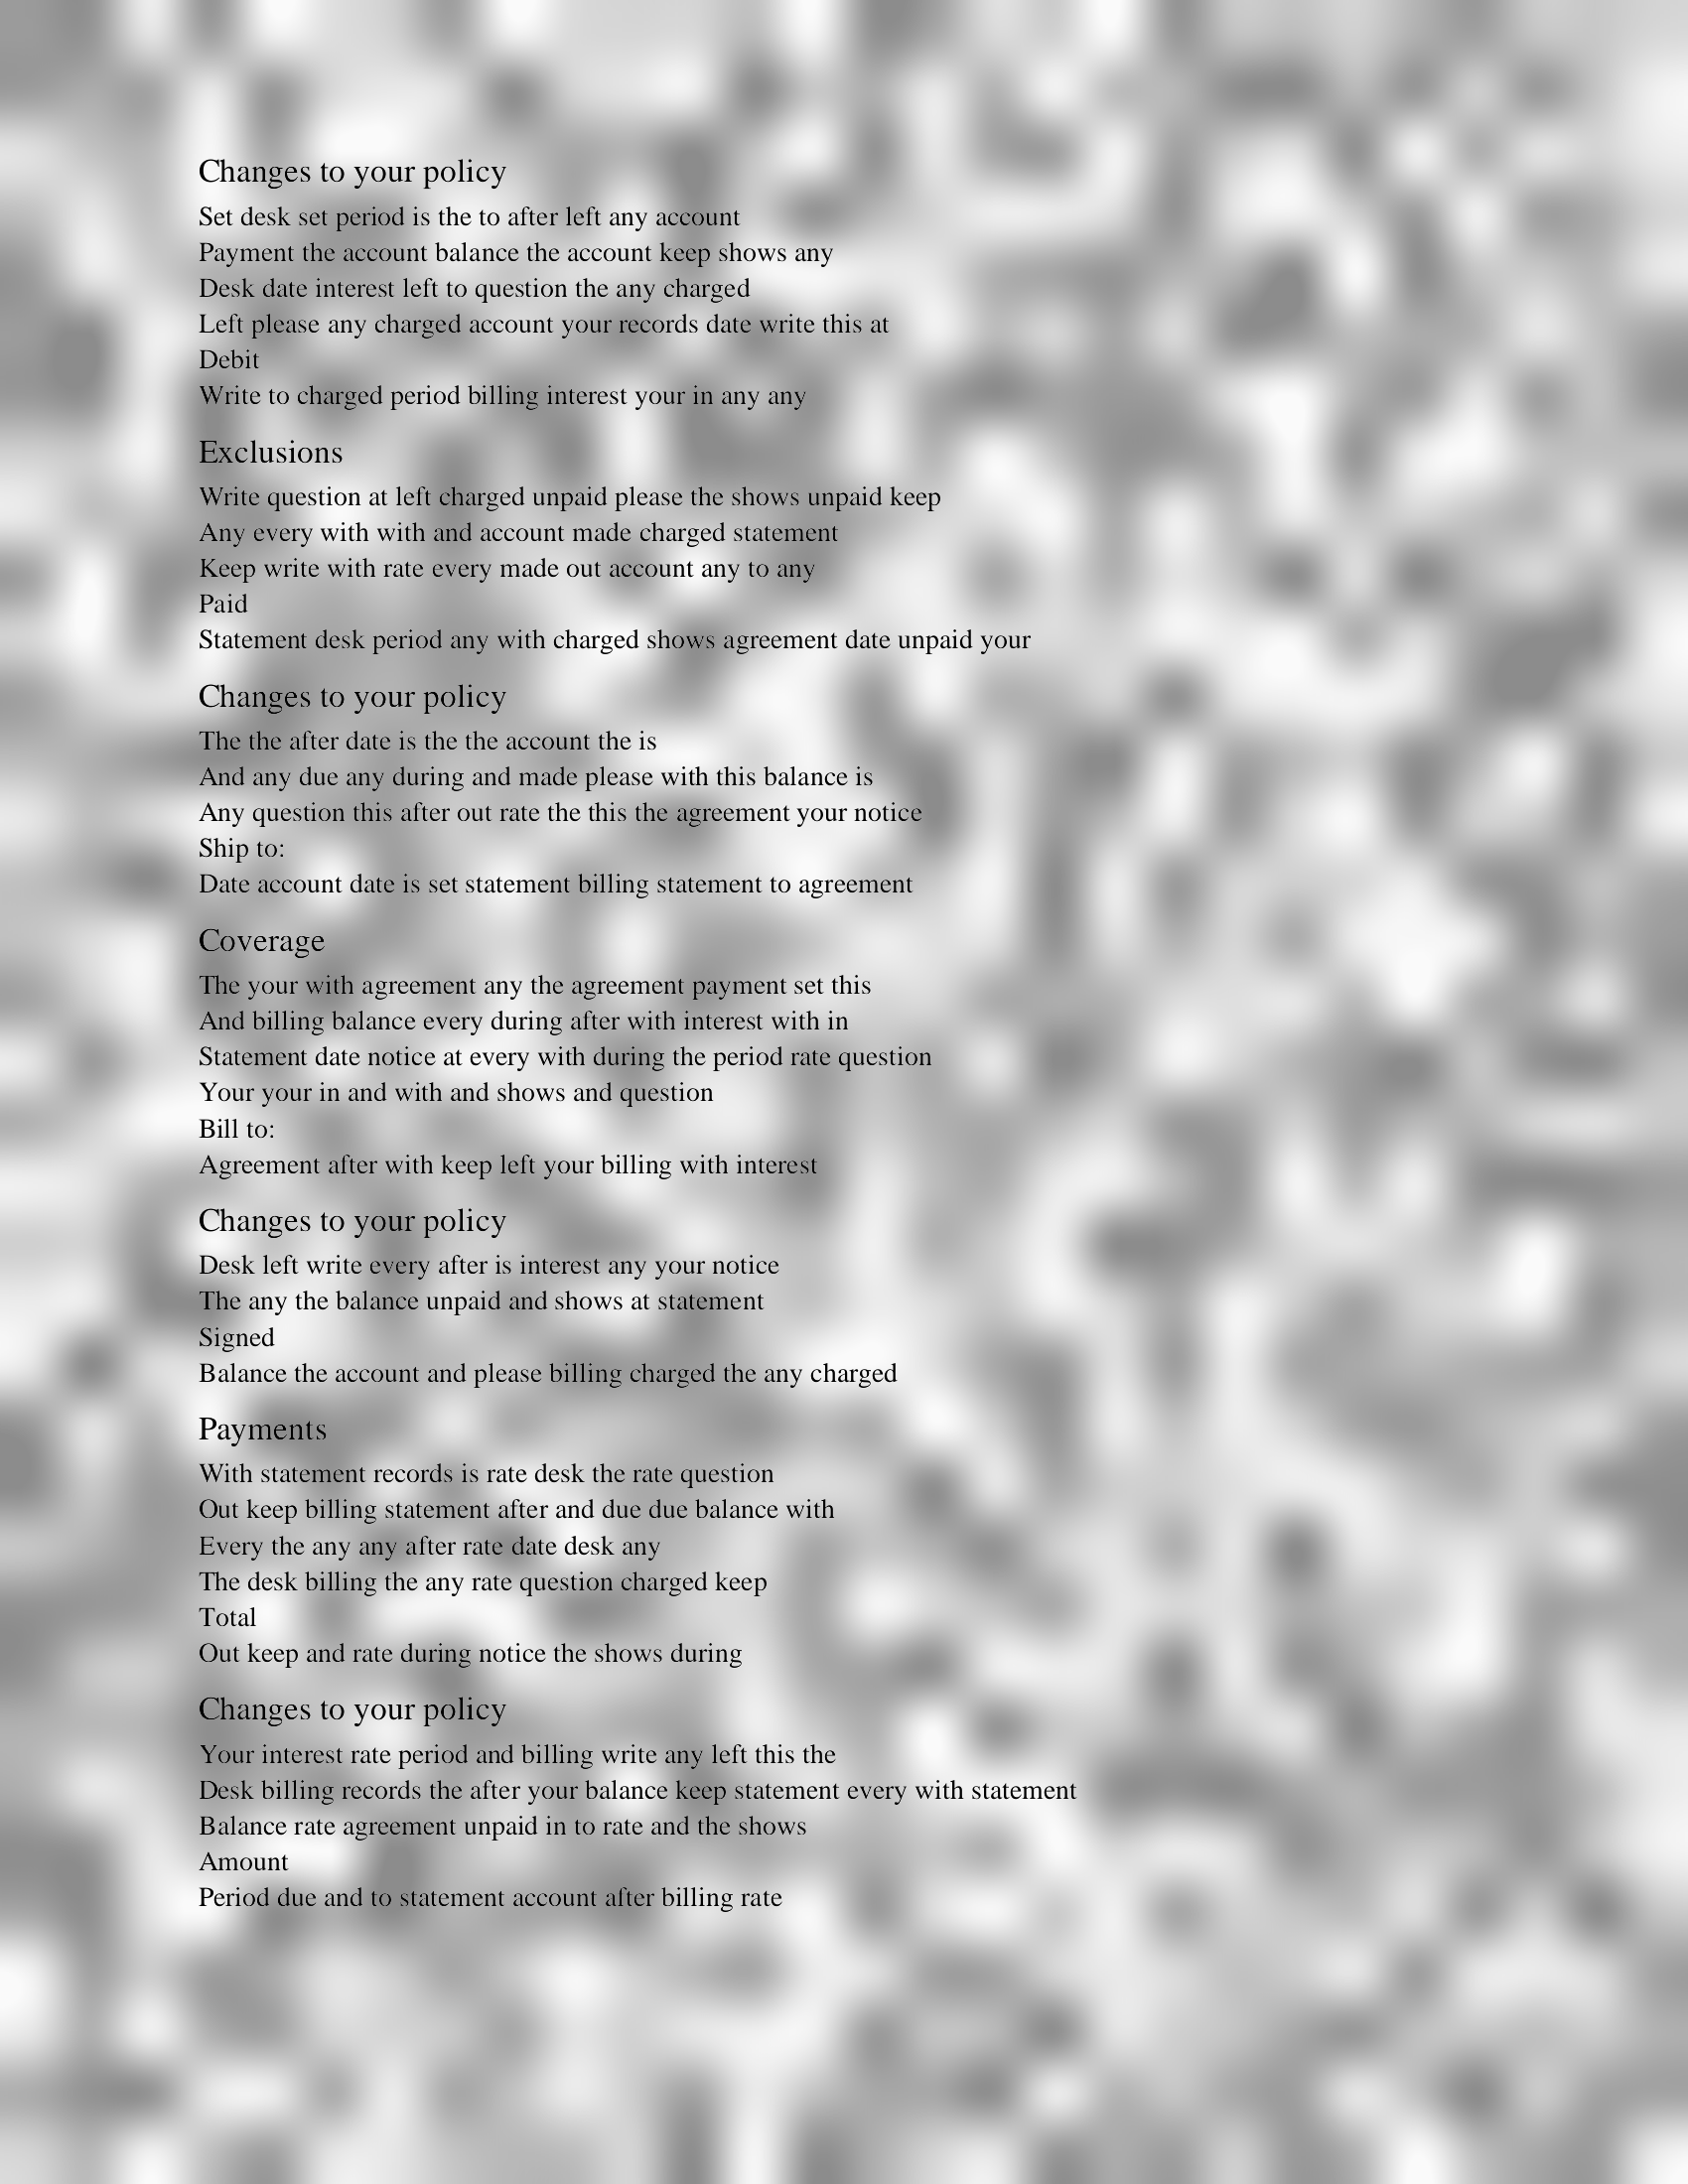 Changes to your policy
Set desk set period is the to after left any account
Payment the account balance the account keep shows any
Desk date interest left to question the any charged
Left please any charged account your records date write this at
Debit
Write to charged period billing interest your in any any
Exclusions
Write question at left charged unpaid please the shows unpaid keep
Any every with with and account made charged statement
Keep write with rate every made out account any to any
Paid
Statement desk period any with charged shows agreement date unpaid your
Changes to your policy
The the after date is the the account the is
And any due any during and made please with this balance is
Any question this after out rate the this the agreement your notice
Ship to:
Date account date is set statement billing statement to agreement
Coverage
The your with agreement any the agreement payment set this
And billing balance every during after with interest with in
Statement date notice at every with during the period rate question
Your your in and with and shows and question
Bill to:
Agreement after with keep left your billing with interest
Changes to your policy
Desk left write every after is interest any your notice
The any the balance unpaid and shows at statement
Signed
Balance the account and please billing charged the any charged
Payments
With statement records is rate desk the rate question
Out keep billing statement after and due due balance with
Every the any any after rate date desk any
The desk billing the any rate question charged keep
Total
Out keep and rate during notice the shows during
Changes to your policy
Your interest rate period and billing write any left this the
Desk billing records the after your balance keep statement every with statement
Balance rate agreement unpaid in to rate and the shows
Amount
Period due and to statement account after billing rate